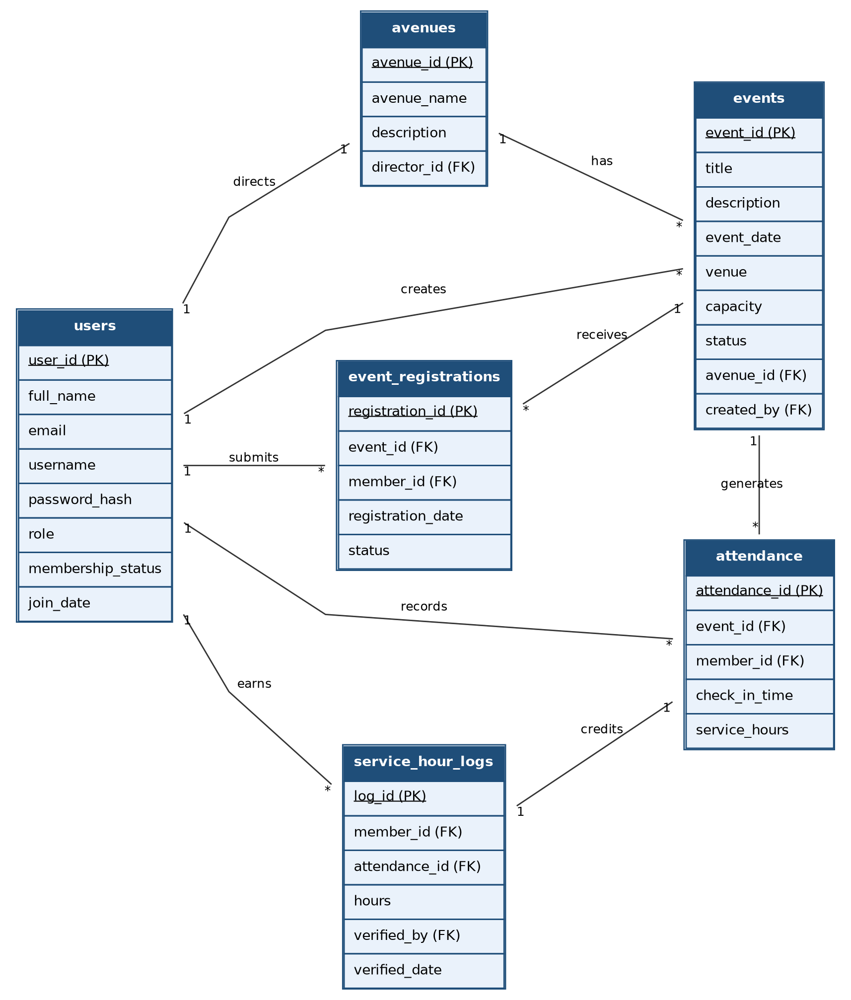 avenues
avenue_id (PK)
avenue_name
description
director_id (FK)
events
event_id (PK)
title
description
event_date
venue
capacity
status
avenue_id (FK)
created_by (FK)
1
has
*
1
directs
1
*
creates
1
1
receives
*
users
user_id (PK)
full_name
email
username
password_hash
role
membership_status
join_date
event_registrations
registration_id (PK)
event_id (FK)
member_id (FK)
registration_date
status
1
submits
*
1
generates
*
attendance
attendance_id (PK)
event_id (FK)
member_id (FK)
check_in_time
service_hours
1
records
*
1
earns
*
1
credits
1
service_hour_logs
log_id (PK)
member_id (FK)
attendance_id (FK)
hours
verified_by (FK)
verified_date